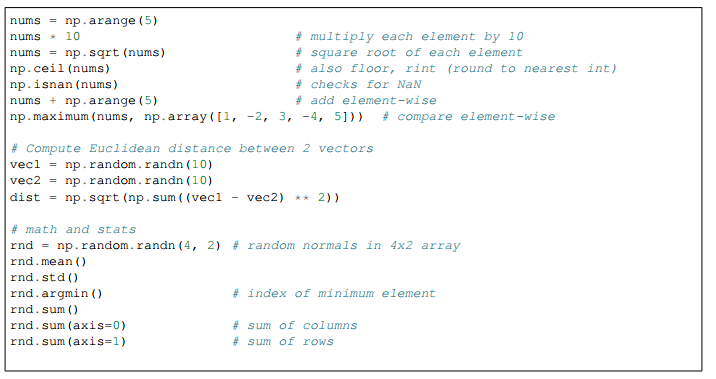 nums = np.arange(5)
nums * 10 # multiply each element by 10
nums = np.sqrt(nums) # square root of each element
np.ceil(nums) # also floor, rint (round to nearest int)
np.isnan(nums) # checks for NaN
nums + np.arange(5) # add element-wise
np.maximum(nums, np.array([1, -2, 3, -4, 5])) # compare element-wise
# Compute Euclidean distance between 2 vectors
vec1 = np.random.randn(10)
vec2 = np.random.randn(10)
dist = np.sqrt(np.sum((vec1 - vec2) ** 2))
# math and stats
rnd = np.random.randn(4, 2) # random normals in 4x2 array
rnd.mean()
rnd.std()
rnd.argmin() # index of minimum element
rnd.sum()
rnd.sum(axis=0) # sum of columns
rnd.sum(axis=1) # sum of rows